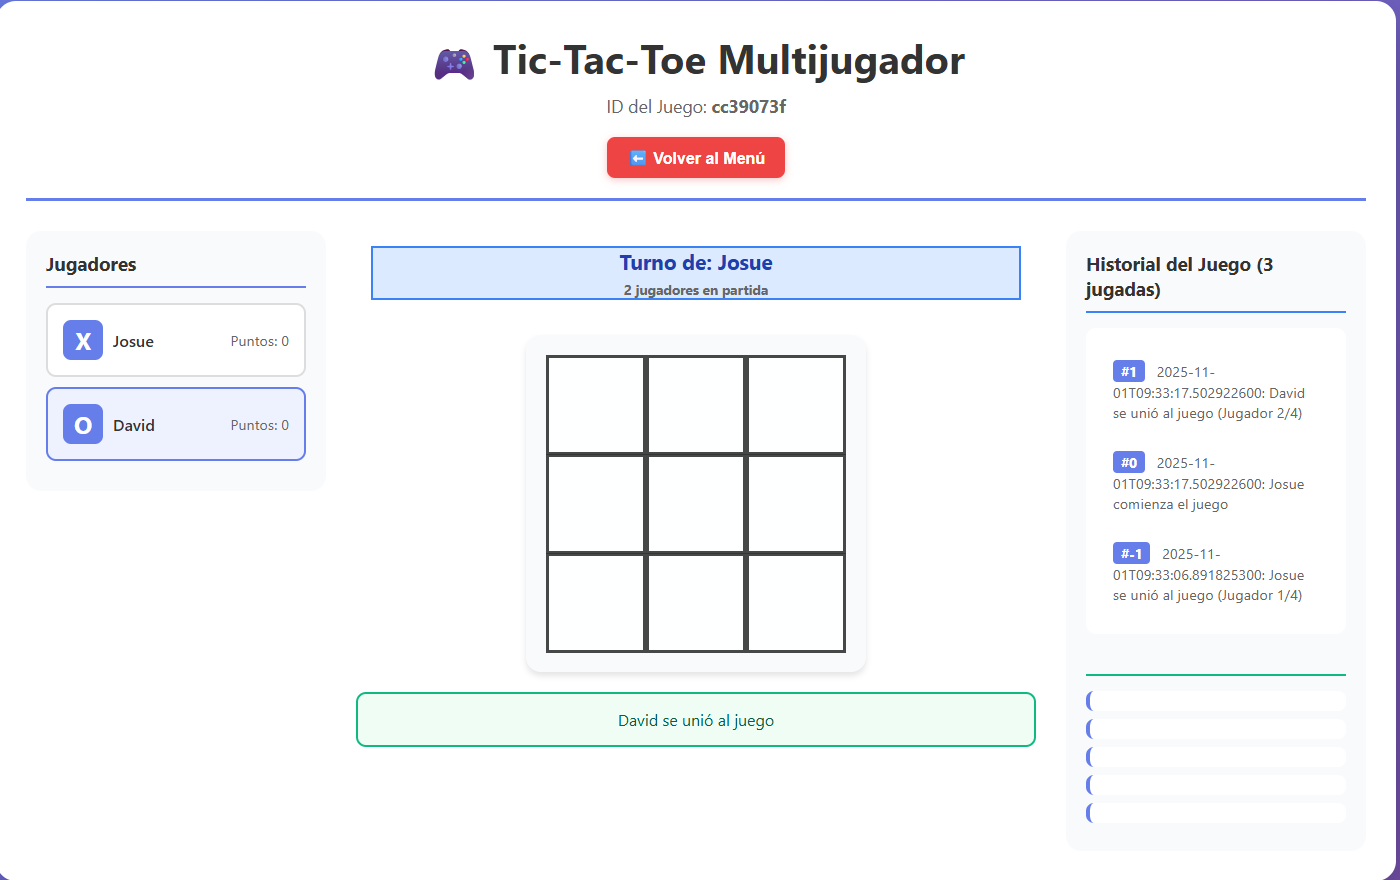 Tic-Tac-Toe Multijugador
ID del Juego: cc39073f
Volver al Menú
Jugadores
X Josue Puntos: 0
O David Puntos: 0
Turno de: Josue
2 jugadores en partida
David se unió al juego
Historial del Juego (3
jugadas)
#1 2025-11-
01T09:33:17.502922600: David
se unió al juego (Jugador 2/4)
#0 2025-11-
01T09:33:17.502922600: Josue
comienza el juego
#-1 2025-11-
01T09:33:06.891825300: Josue
se unió al juego (Jugador 1/4)